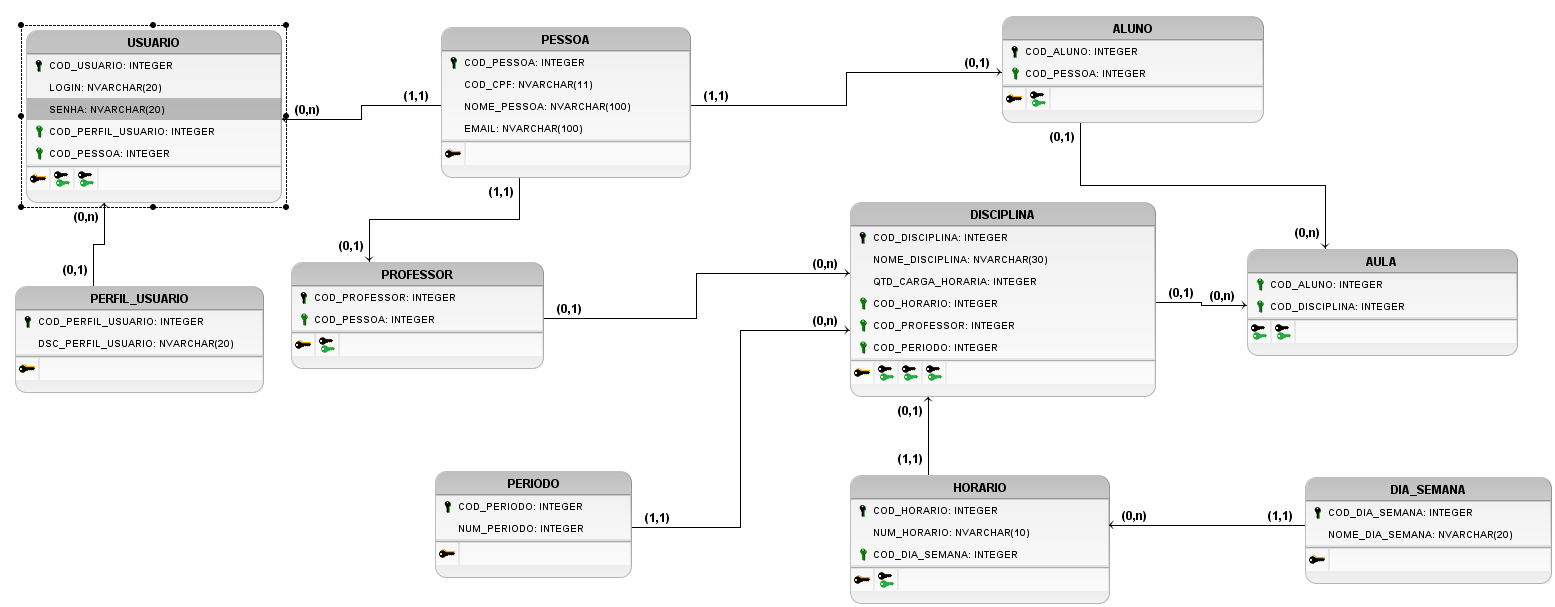 USUARIO
COD_USUARIO: INTEGER
LOGIN: NVARCHAR(20)
SENHA: NVARCHAR(20)
COD_PERFIL_USUARIO: INTEGER
COD_PESSOA: INTEGER
(0,n)
(1,1)
PESSOA
COD_PESSOA: INTEGER
COD_CPF: NVARCHAR(11)
NOME_PESSOA: NVARCHAR(100)
EMAIL: NVARCHAR(100)
(1,1)
(0,1)
ALUNO
COD_ALUNO: INTEGER
COD_PESSOA: INTEGER
(0,1)
(0,n)
(0,n)
(0,1)
PERFIL_USUARIO
COD_PERFIL_USUARIO: INTEGER
DSC_PERFIL_USUARIO: NVARCHAR(20)
(1,1)
(0,1)
PROFESSOR
COD_PROFESSOR: INTEGER
COD_PESSOA: INTEGER
(0,1)
(0,n)
(0,n)
DISCIPLINA
COD_DISCIPLINA: INTEGER
NOME_DISCIPLINA: NVARCHAR(30)
QTD_CARGA_HORARIA: INTEGER
COD_HORARIO: INTEGER
COD_PROFESSOR: INTEGER
COD_PERIODO: INTEGER
(0,1)
(0,n)
AULA
COD_ALUNO: INTEGER
COD_DISCIPLINA: INTEGER
(0,1)
(1,1)
PERIODO
COD_PERIODO: INTEGER
NUM_PERIODO: INTEGER
(1,1)
HORARIO
COD_HORARIO: INTEGER
NUM_HORARIO: NVARCHAR(10)
COD_DIA_SEMANA: INTEGER
(0,n)
(1,1)
DIA_SEMANA
COD_DIA_SEMANA: INTEGER
NOME_DIA_SEMANA: NVARCHAR(20)